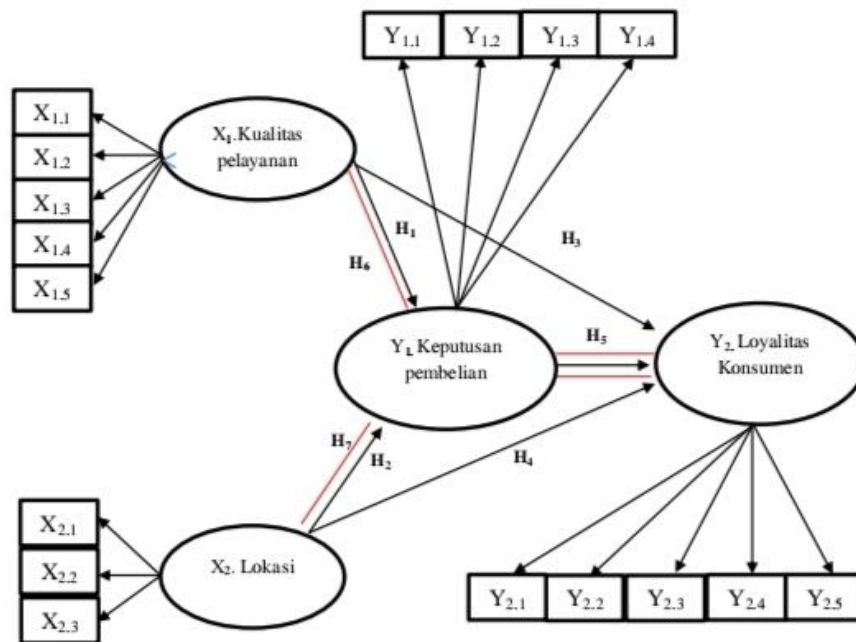 Y1.1 Y1.2 Y1.3 Y1.4
X1.1
X1.2
X1.3
X1.4
X1.5
X1.Kualitas
pelayanan
H1
H6
H3
Y1.Keputusan
pembelian
H5
Y2.Loyalitas
Konsumen
H7
H2
H4
X2.1
X2.2
X2.3
X2. Lokasi
Y2.1 Y2.2 Y2.3 Y2.4 Y2.5